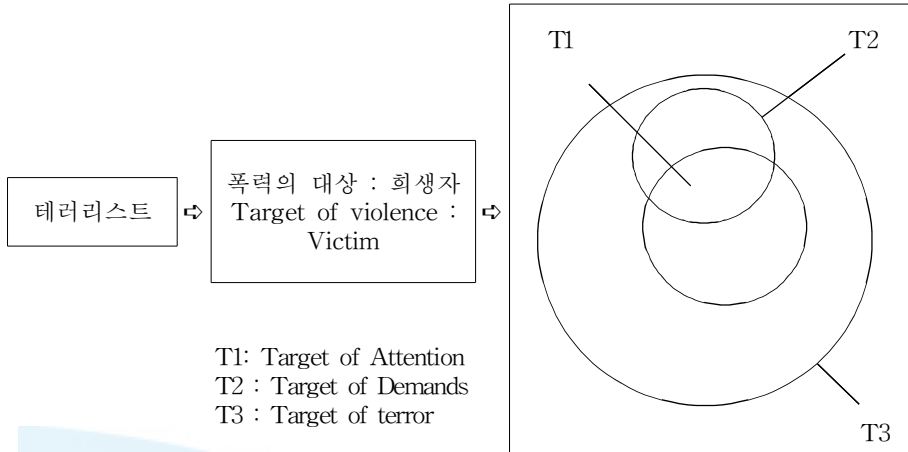 T1
T2
테러리스트
폭력의 대상 : 희생자
Target of violence :
Victim
T1: Target of Attention
T2 : Target of Demands
T3 : Target of terror
T3